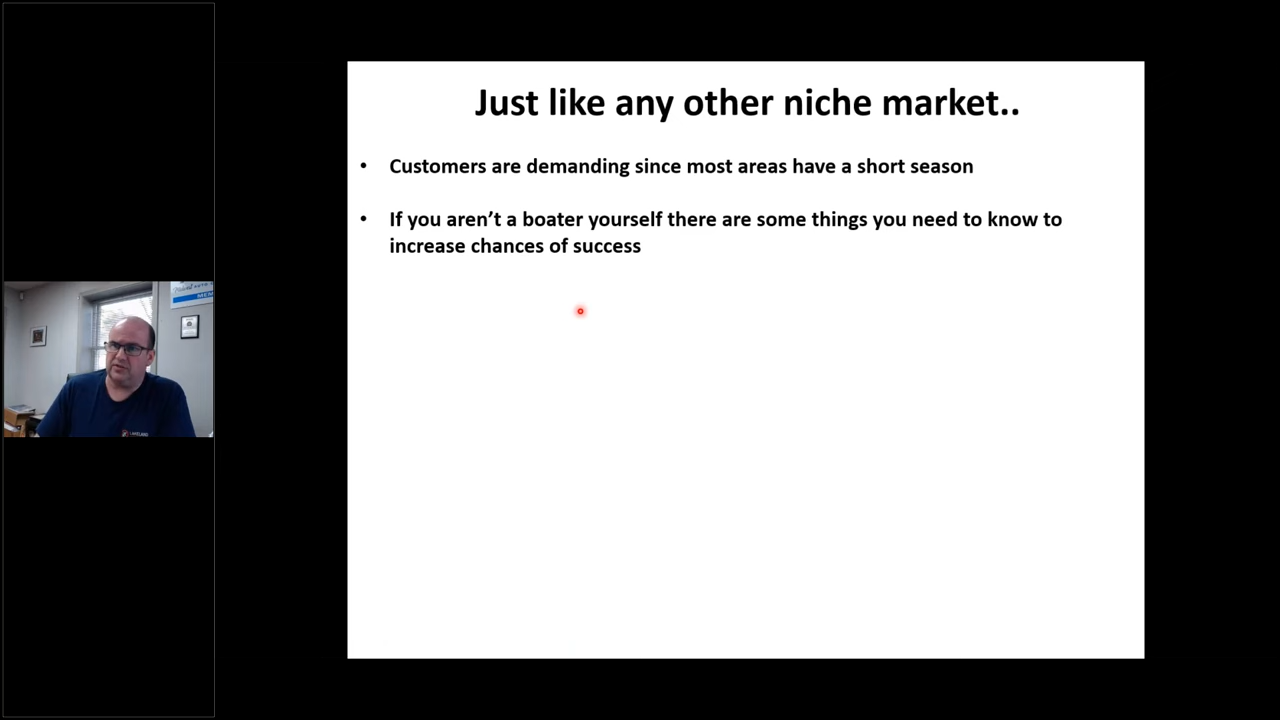 Just like any other niche market..
• Customers are demanding since most areas have a short season
• If you aren’t a boater yourself there are some things you need to know to
increase chances of success